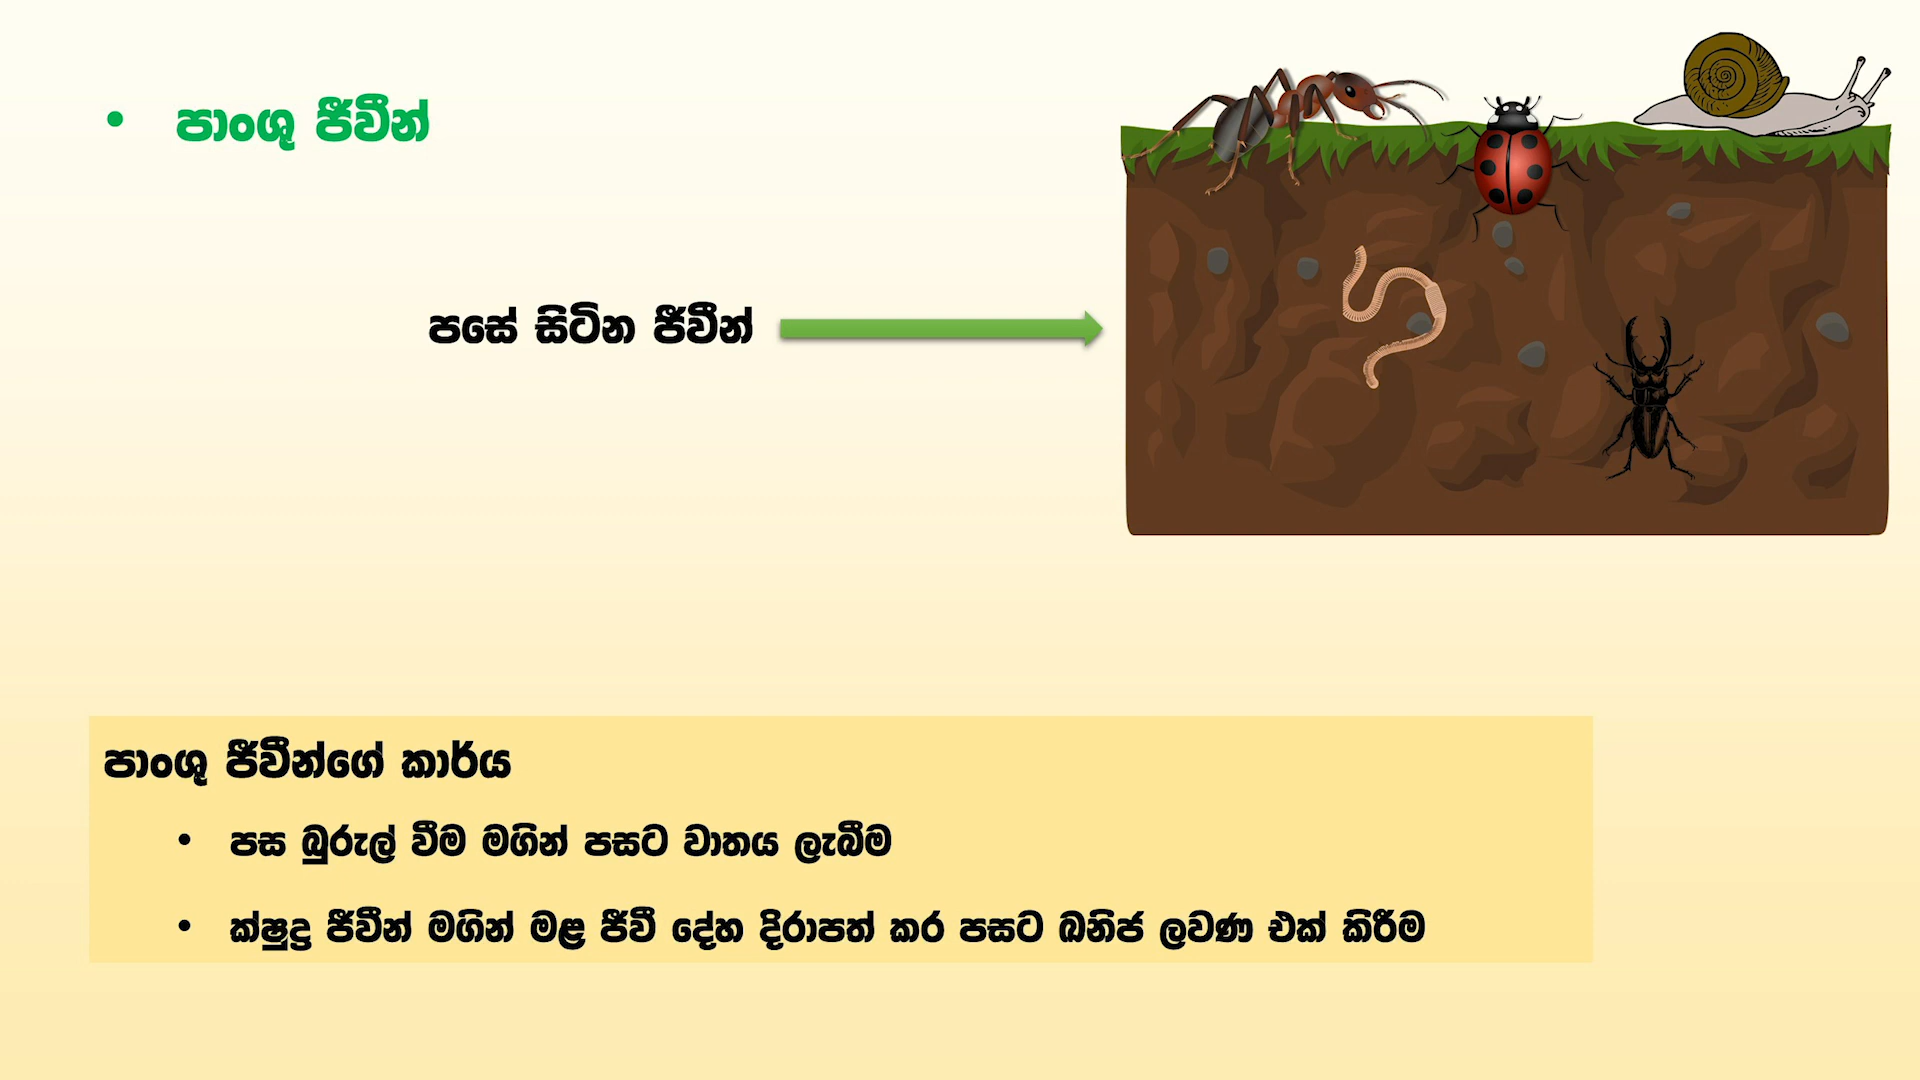 • පාංශු ජීවීන්
පසේ සිටින ජීවීන්
පාංශු ජීවීන්ගේ කාර්ය
• පස බුරුල් වීම මගින් පසට වාතය ලැබීම
• ක්ෂුද්‍ර ජීවීන් මගින් මළ ජීවී දේහ දිරාපත් කර පසට ඛනිජ ලවණ එක් කිරීම